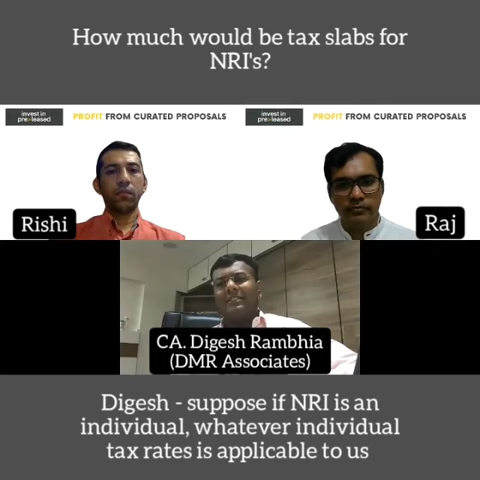 How much would be tax slabs for
NRI's?
invest in
pre>leased
PROFIT FROM CURATED PROPOSALS
invest in
pre>leased
PROFIT FROM CURATED PROPOSALS
Rishi
Raj
CA. Digesh Rambhia
(DMR Associates)
Digesh - suppose if NRI is an
individual, whatever individual
tax rates is applicable to us